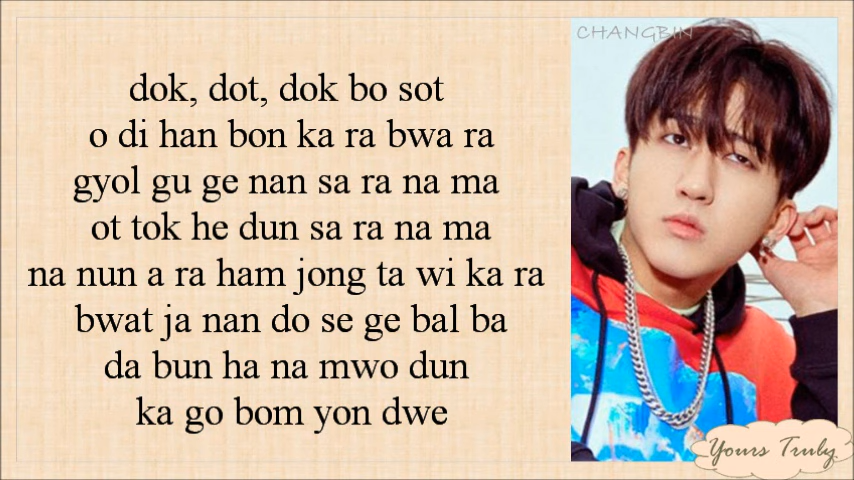 CHANGBIN
dok, dot, dok bo sot
o di han bon ka ra bwa ra
gyol gu ge nan sa ra na ma
ot tok he dun sa ra na ma
na nun a ra ham jong ta wi ka ra
bwat ja nan do se ge bal ba
da bun ha na mwo dun
ka go bom yon dwe
Yours Truly